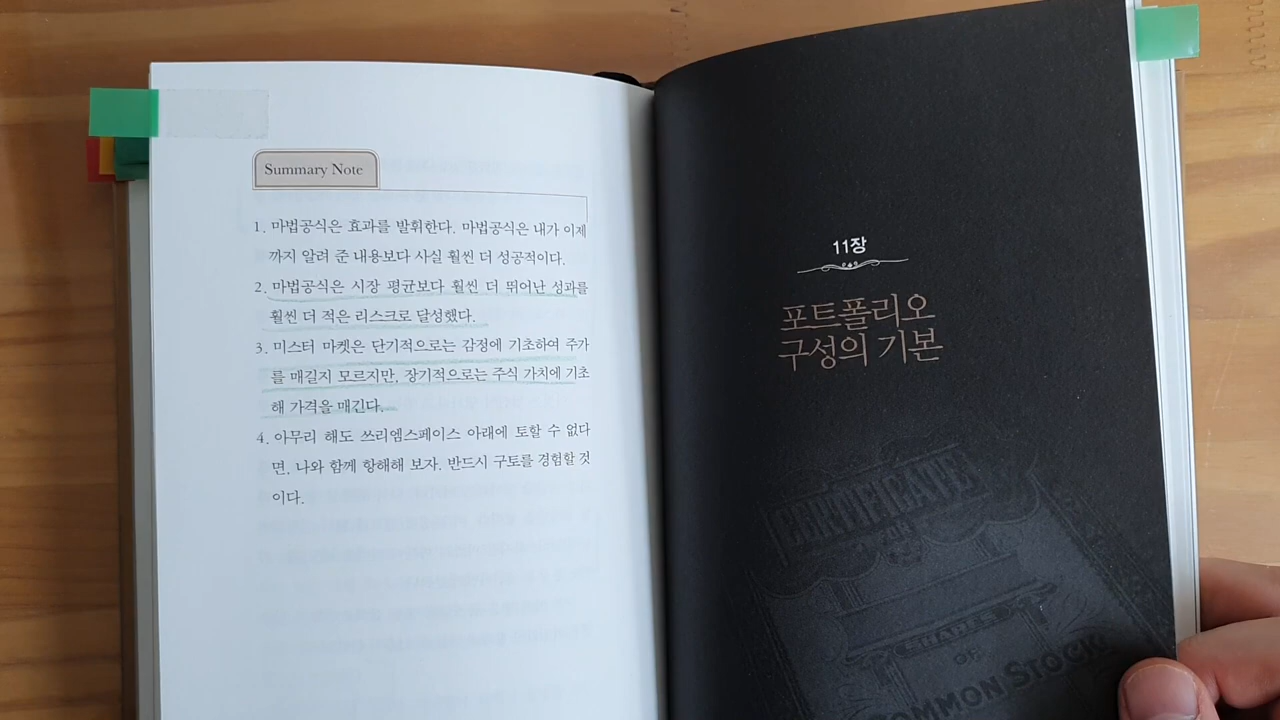 Summary Note
1. 마법공식은 효과를 발휘한다. 마법공식은 내가 이제
까지 알려 준 내용보다 사실 훨씬 더 성공적이다.
2. 마법공식은 시장 평균보다 훨씬 더 뛰어난 성과를
훨씬 더 적은 리스크로 달성했다.
3. 미스터 마켓은 단기적으로는 감정에 기초하여 주가
를 매길지 모르지만, 장기적으로는 주식 가치에 기초
해 가격을 매긴다.
4. 아무리 해도 쓰리엠스페이스 아래에 토할 수 없다
면, 나와 함께 항해해 보자. 반드시 구토를 경험할 것
이다.
11장
포트폴리오
구성의 기본
CERTIFICATE
SHARES
OF
COMMON STOCK